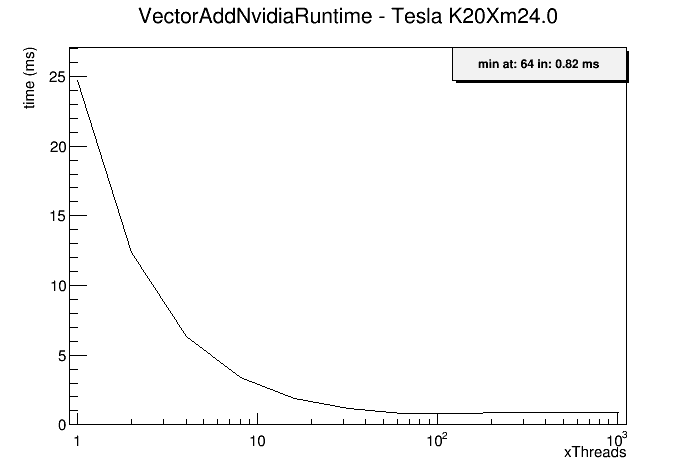 VectorAddNvidiaRuntime - Tesla K20Xm24.0
time (ms)
min at: 64 in: 0.82 ms
25
20
15
10
5
0
1
10
10²
10³
xThreads